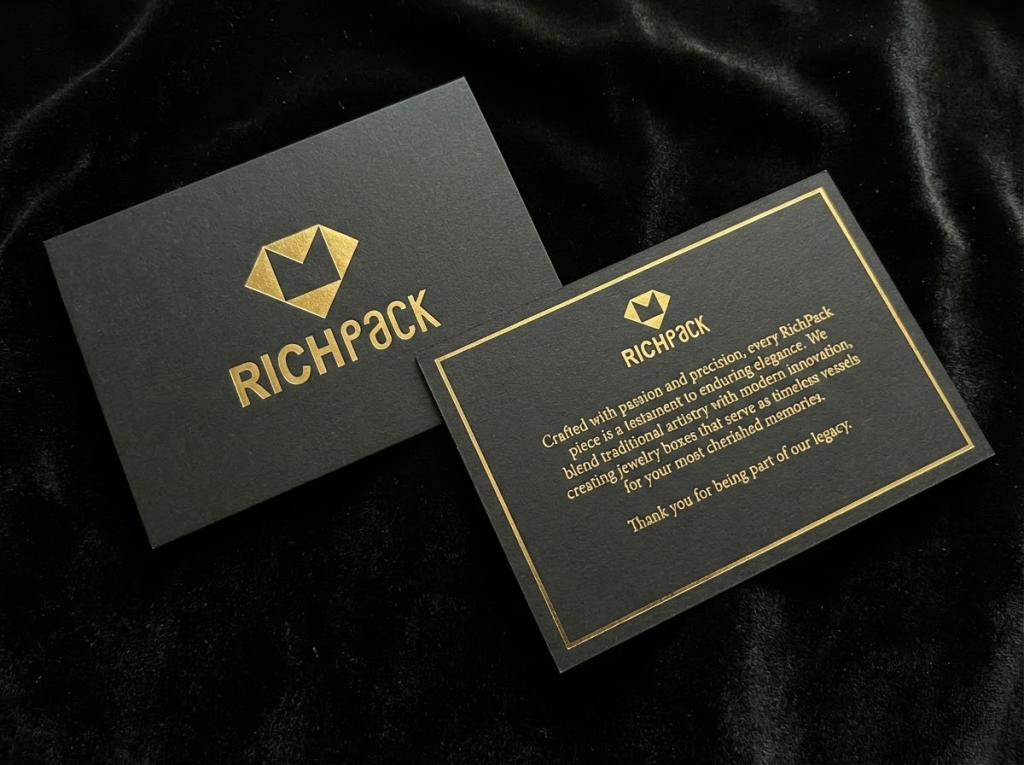 RICHPACK
RICHPACK
Crafted with passion and precision, every RichPack
piece is a testament to enduring elegance. We
blend traditional artistry with modern innovation,
creating jewelry boxes that serve as timeless vessels
for your most cherished memories.
Thank you for being part of our legacy.